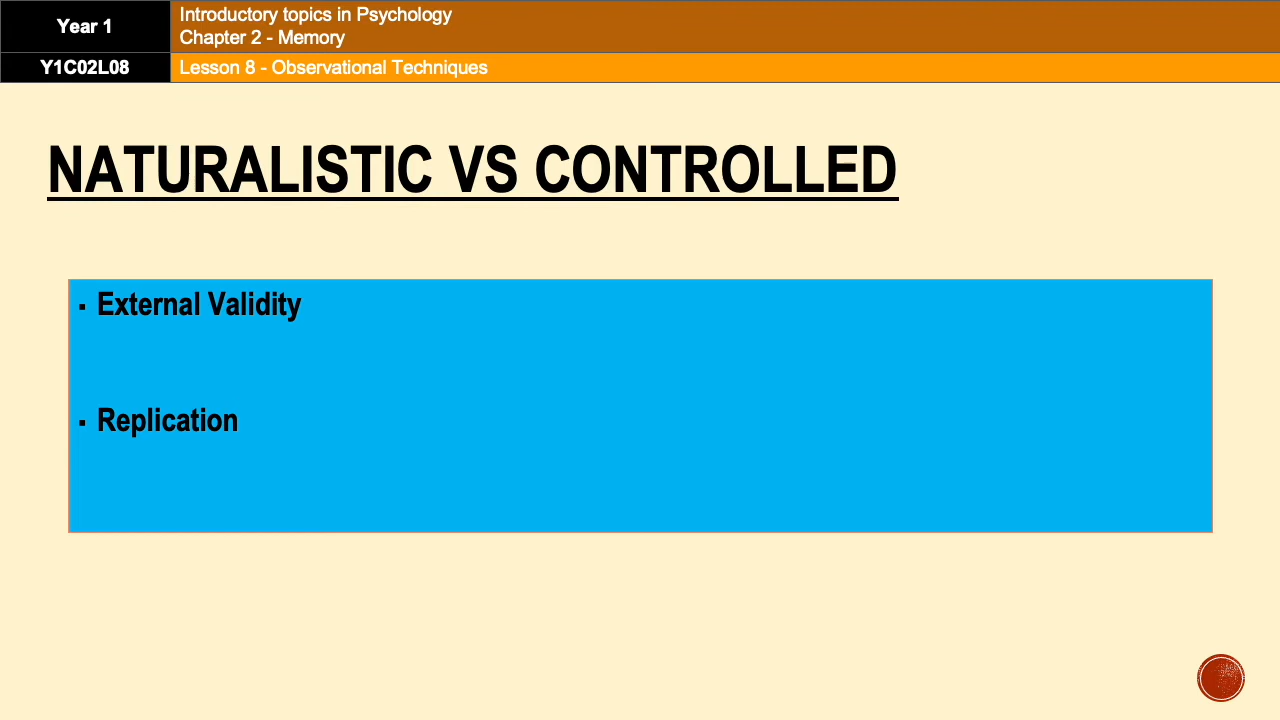 Year 1
Introductory topics in Psychology
Chapter 2 - Memory
Y1C02L08
Lesson 8 - Observational Techniques
NATURALISTIC VS CONTROLLED
▪ External Validity
▪ Replication